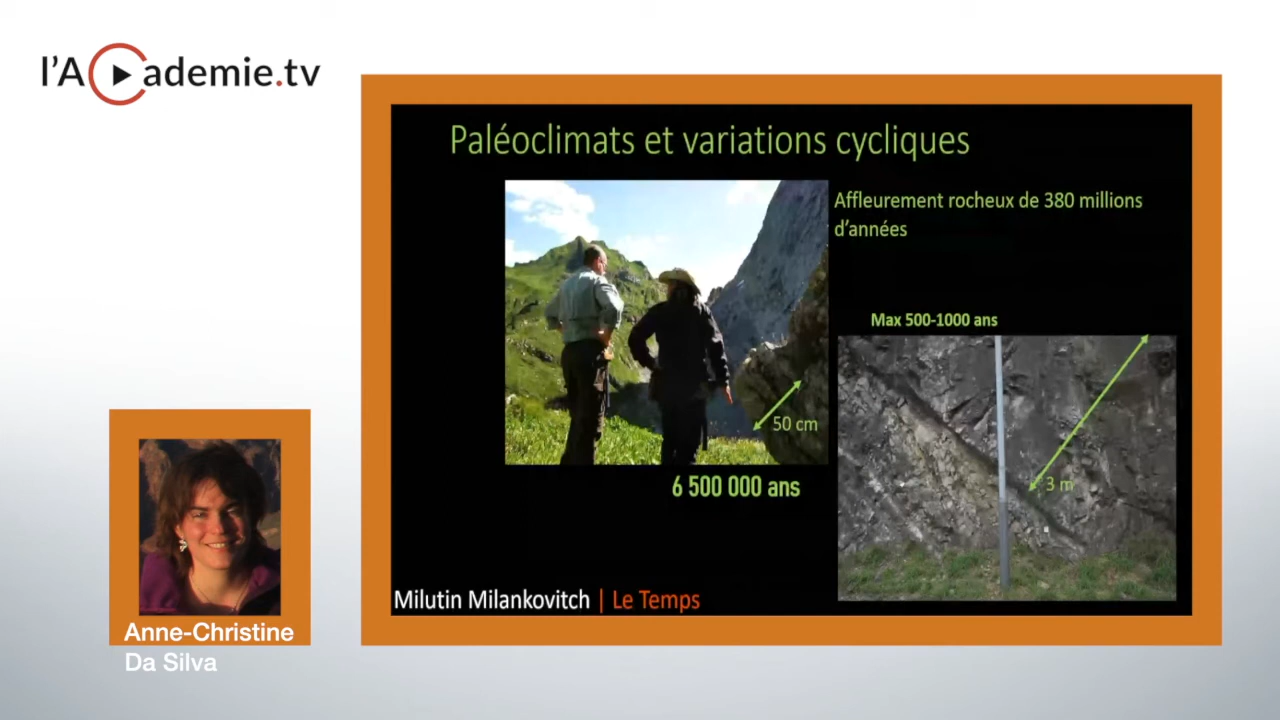 l'Academie.tv
Paléoclimats et variations cycliques
Affleurement rocheux de 380 millions
d'années
Max 500-1000 ans
50 cm
3 m
6 500 000 ans
Milutin Milankovitch | Le Temps
Anne-Christine
Da Silva